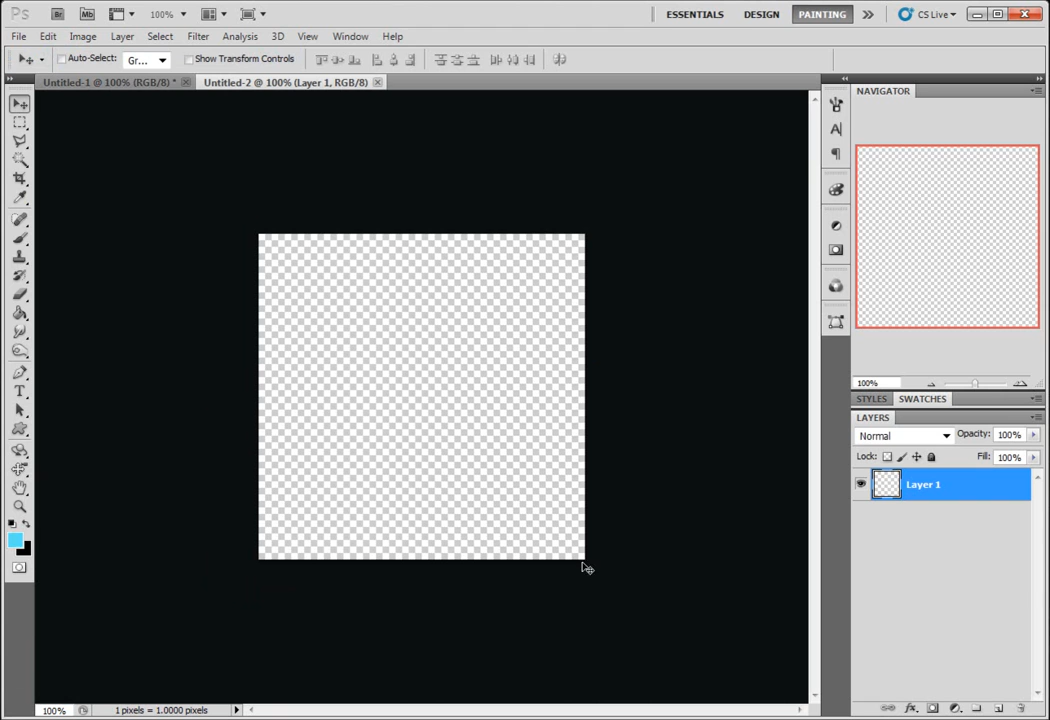 Ps Br Mb 100% ESSENTIALS DESIGN PAINTING CS Live
File Edit Image Layer Select Filter Analysis 3D View Window Help
Auto-Select: Gr... Show Transform Controls
Untitled-1 @ 100% (RGB/8) * Untitled-2 @ 100% (Layer 1, RGB/8)
NAVIGATOR
100%
STYLES SWATCHES
LAYERS
Normal Opacity: 100%
Lock: Fill: 100%
Layer 1
100% 1 pixels = 1.0000 pixels